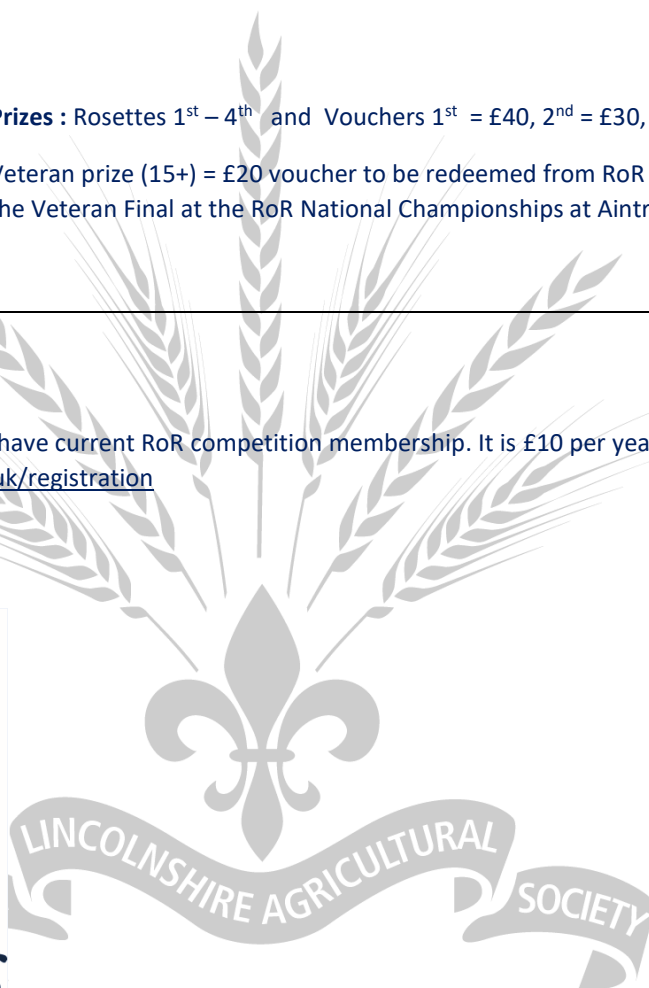 Prizes : Rosettes 1st – 4th and Vouchers 1st = £40, 2nd = £30,
Veteran prize (15+) = £20 voucher to be redeemed from RoR
the Veteran Final at the RoR National Championships at Aintr
have current RoR competition membership. It is £10 per yea
uk/registration
LINCOLNSHIRE AGRICULTURAL SOCIETY